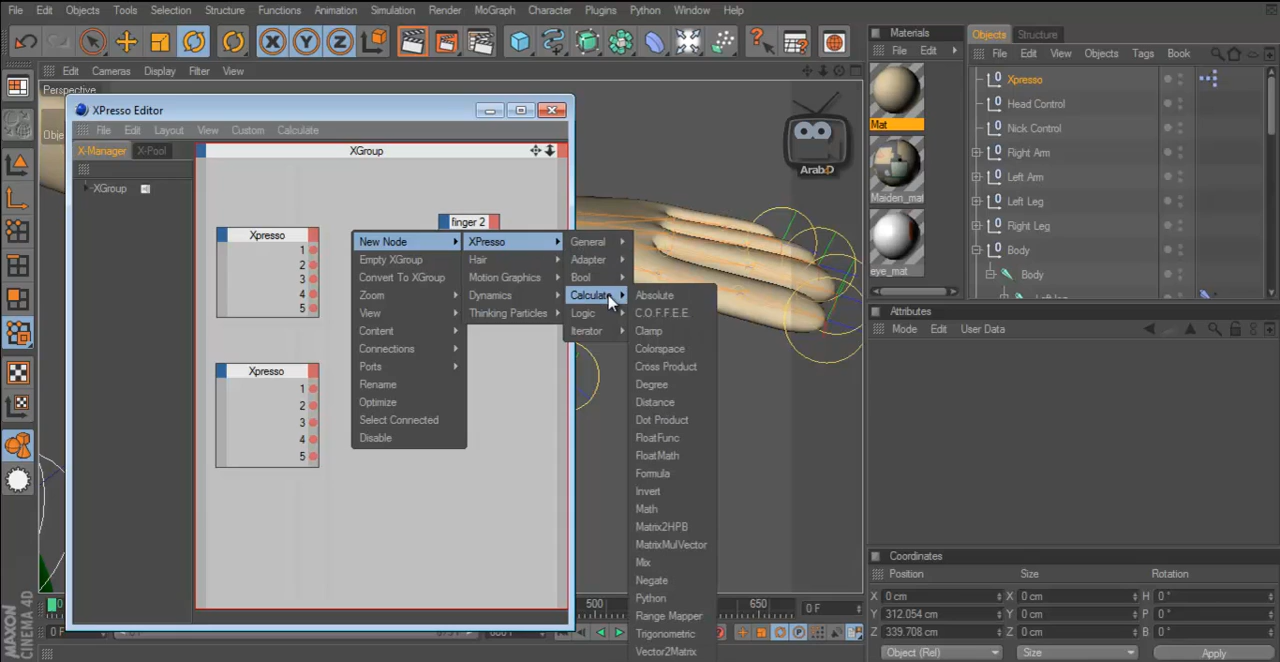 File Edit Objects Tools Selection Structure Functions Animation Simulation Render MoGraph Character Plugins Python Window Help
X Y Z
Materials
File Edit
Mat
Maiden_mat
eye_mat
Objects Structure
File Edit View Objects Tags Book
Xpresso
Head Control
Nick Control
Right Arm
Left Arm
Left Leg
Right Leg
Body
Body
Edit Cameras Display Filter View
Perspective
XPresso Editor
File Edit Layout View Custom Calculate
X-Manager X-Pool
XGroup
XGroup
Xpresso
1
2
3
4
5
Xpresso
1
2
3
4
5
finger 2
New Node
Empty XGroup
Convert To XGroup
Zoom
View
Content
Connections
Ports
Rename
Optimize
Select Connected
Disable
XPresso
Hair
Motion Graphics
Dynamics
Thinking Particles
General
Adapter
Bool
Calculate
Logic
Iterator
Absolute
C.O.F.F.E.E.
Clamp
Colorspace
Cross Product
Degree
Distance
Dot Product
FloatFunc
FloatMath
Formula
Invert
Math
Matrix2HPB
MatrixMulVector
Mix
Negate
Python
Range Mapper
Trigonometric
Vector2Matrix
Arab4D
Attributes
Mode Edit User Data
Coordinates
Position Size Rotation
X 0 cm X 0 cm H 0 °
Y 312.054 cm Y 0 cm P 0 °
Z 339.708 cm Z 0 cm B 0 °
Object (Rel) Size Apply
500 650 0 F
0 F
MAXON
CINEMA 4D